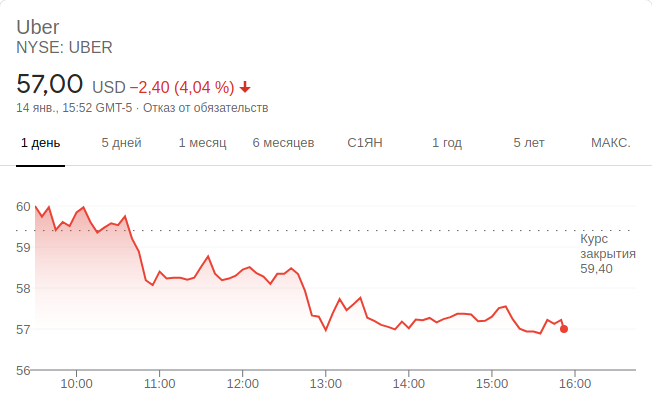 Uber
NYSE: UBER
57,00 USD −2,40 (4,04 %)
14 янв., 15:52 GMT-5 · Отказ от обязательств
1 день 5 дней 1 месяц 6 месяцев С1ЯН 1 год 5 лет МАКС.
60
Курс
59
закрытия
59,40
58
57
56
10:00 11:00 12:00 13:00 14:00 15:00 16:00